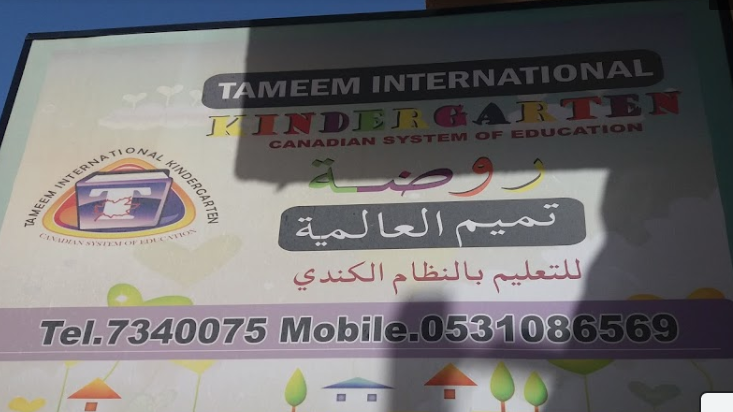 TAMEEM INTERNATIONAL
KINDERGARTEN
CANADIAN SYSTEM OF EDUCATION
روضة
تميم العالمية
للتعليم بالنظام الكندي
TAMEEM INTERNATIONAL KINDERGARTEN
T
CANADIAN SYSTEM OF EDUCATION
Tel.7340075 Mobile.0531086569